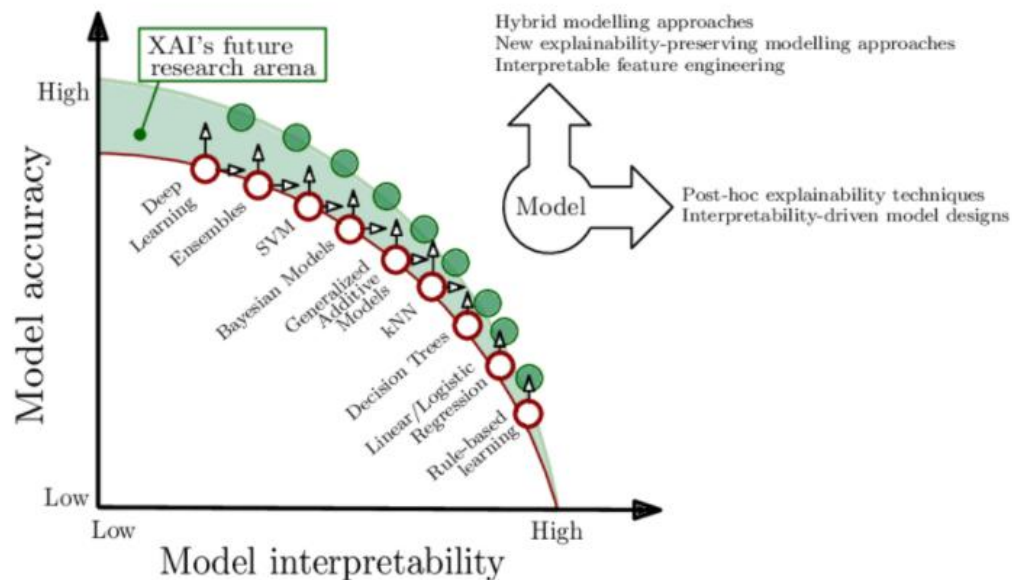 XAI's future
research arena
Hybrid modelling approaches
New explainability-preserving modelling approaches
Interpretable feature engineering
Model
Post-hoc explainability techniques
Interpretability-driven model designs
Model accuracy
High
Low
Deep
Learning
Ensembles
SVM
Bayesian Models
Generalized
Additive
Models
kNN
Decision Trees
Linear/Logistic
Regression
Rule-based
learning
Low
High
Model interpretability